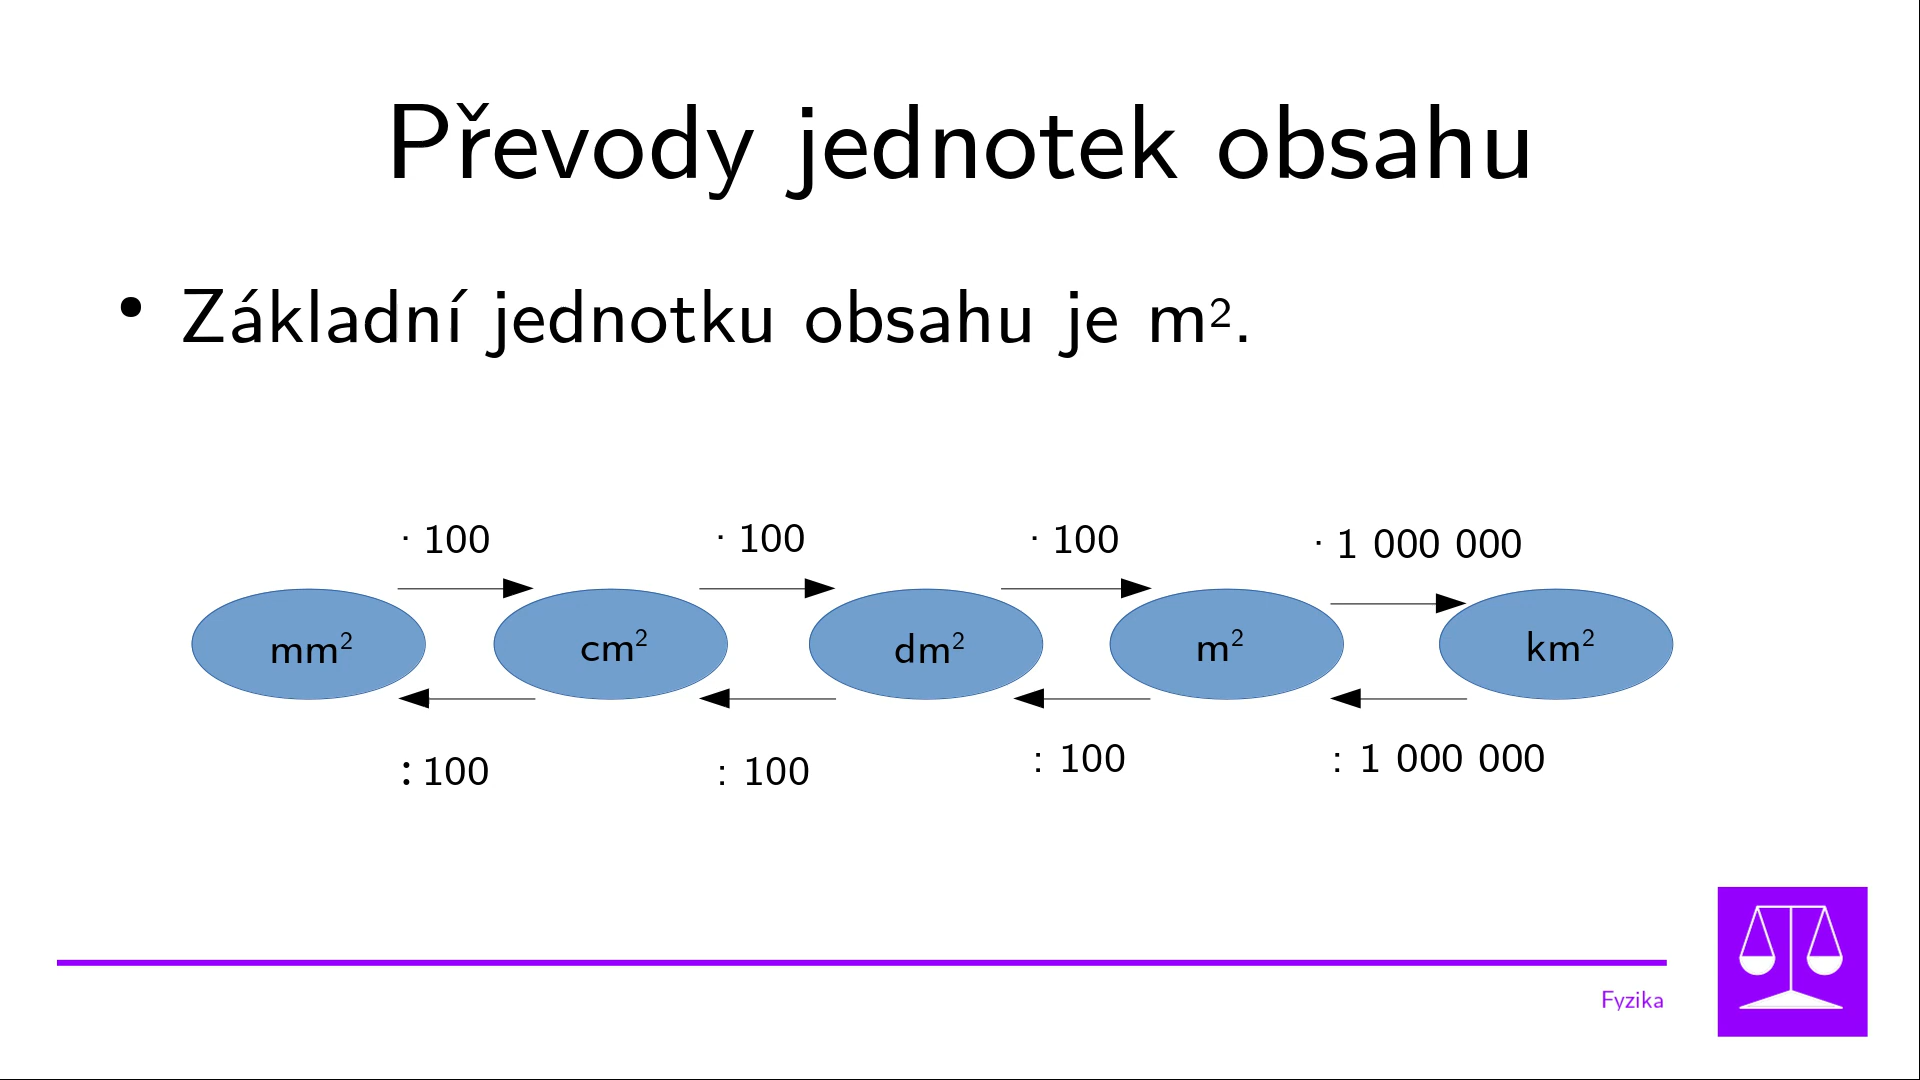 Převody jednotek obsahu
• Základní jednotku obsahu je m².
· 100 · 100 · 100 · 1 000 000
mm² cm² dm² m² km²
: 100 : 100 : 100 : 1 000 000
Fyzika